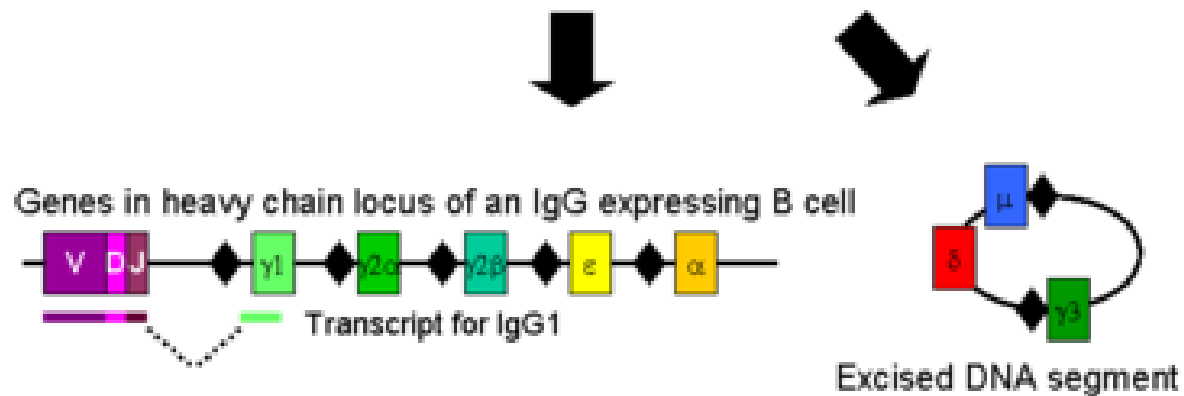 Genes in heavy chain locus of an IgG expressing B cell
V D J γ1 γ2α γ2β ε α
Transcript for IgG1
μ
δ
γ3
Excised DNA segment